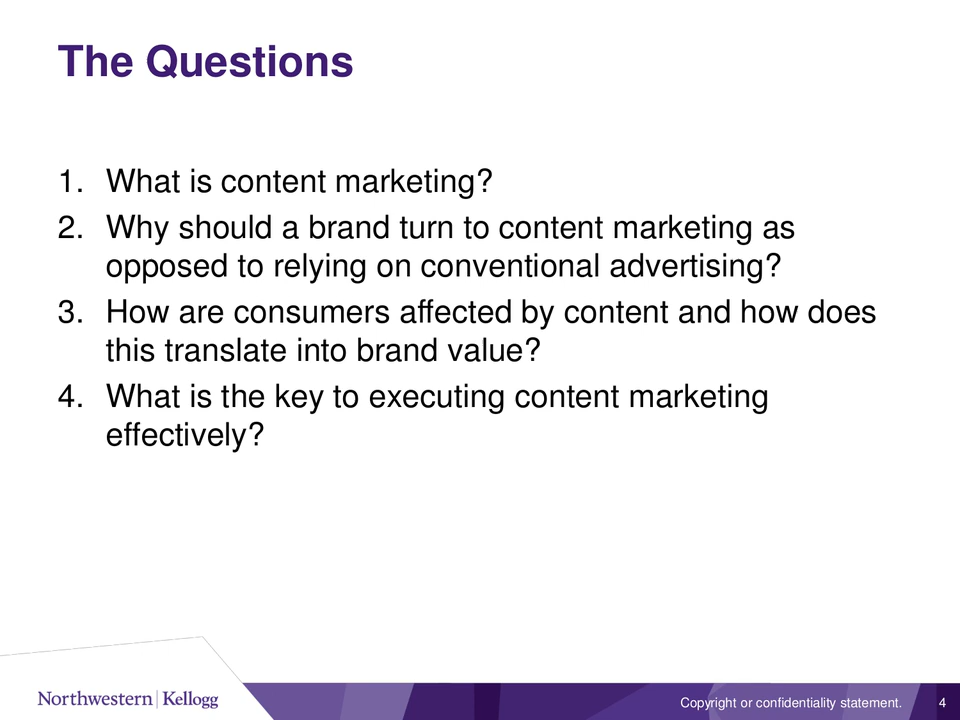 The Questions
1. What is content marketing?
2. Why should a brand turn to content marketing as
opposed to relying on conventional advertising?
3. How are consumers affected by content and how does
this translate into brand value?
4. What is the key to executing content marketing
effectively?
Northwestern | Kellogg
Copyright or confidentiality statement. 4